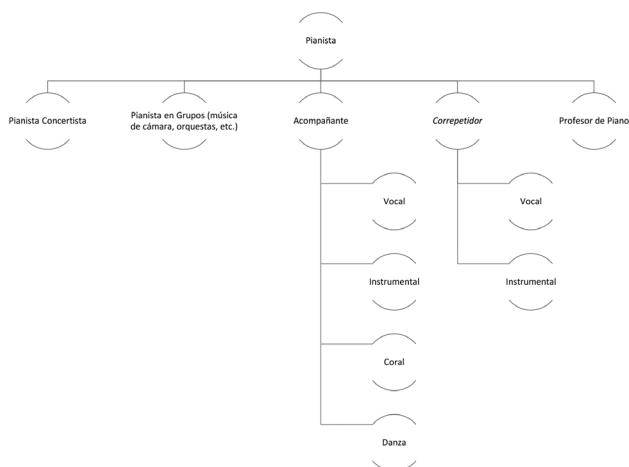 Pianista
Pianista Concertista
Pianista en Grupos (música
de cámara, orquestas, etc.)
Acompañante
Correpetidor
Profesor de Piano
Vocal
Vocal
Instrumental
Instrumental
Coral
Danza